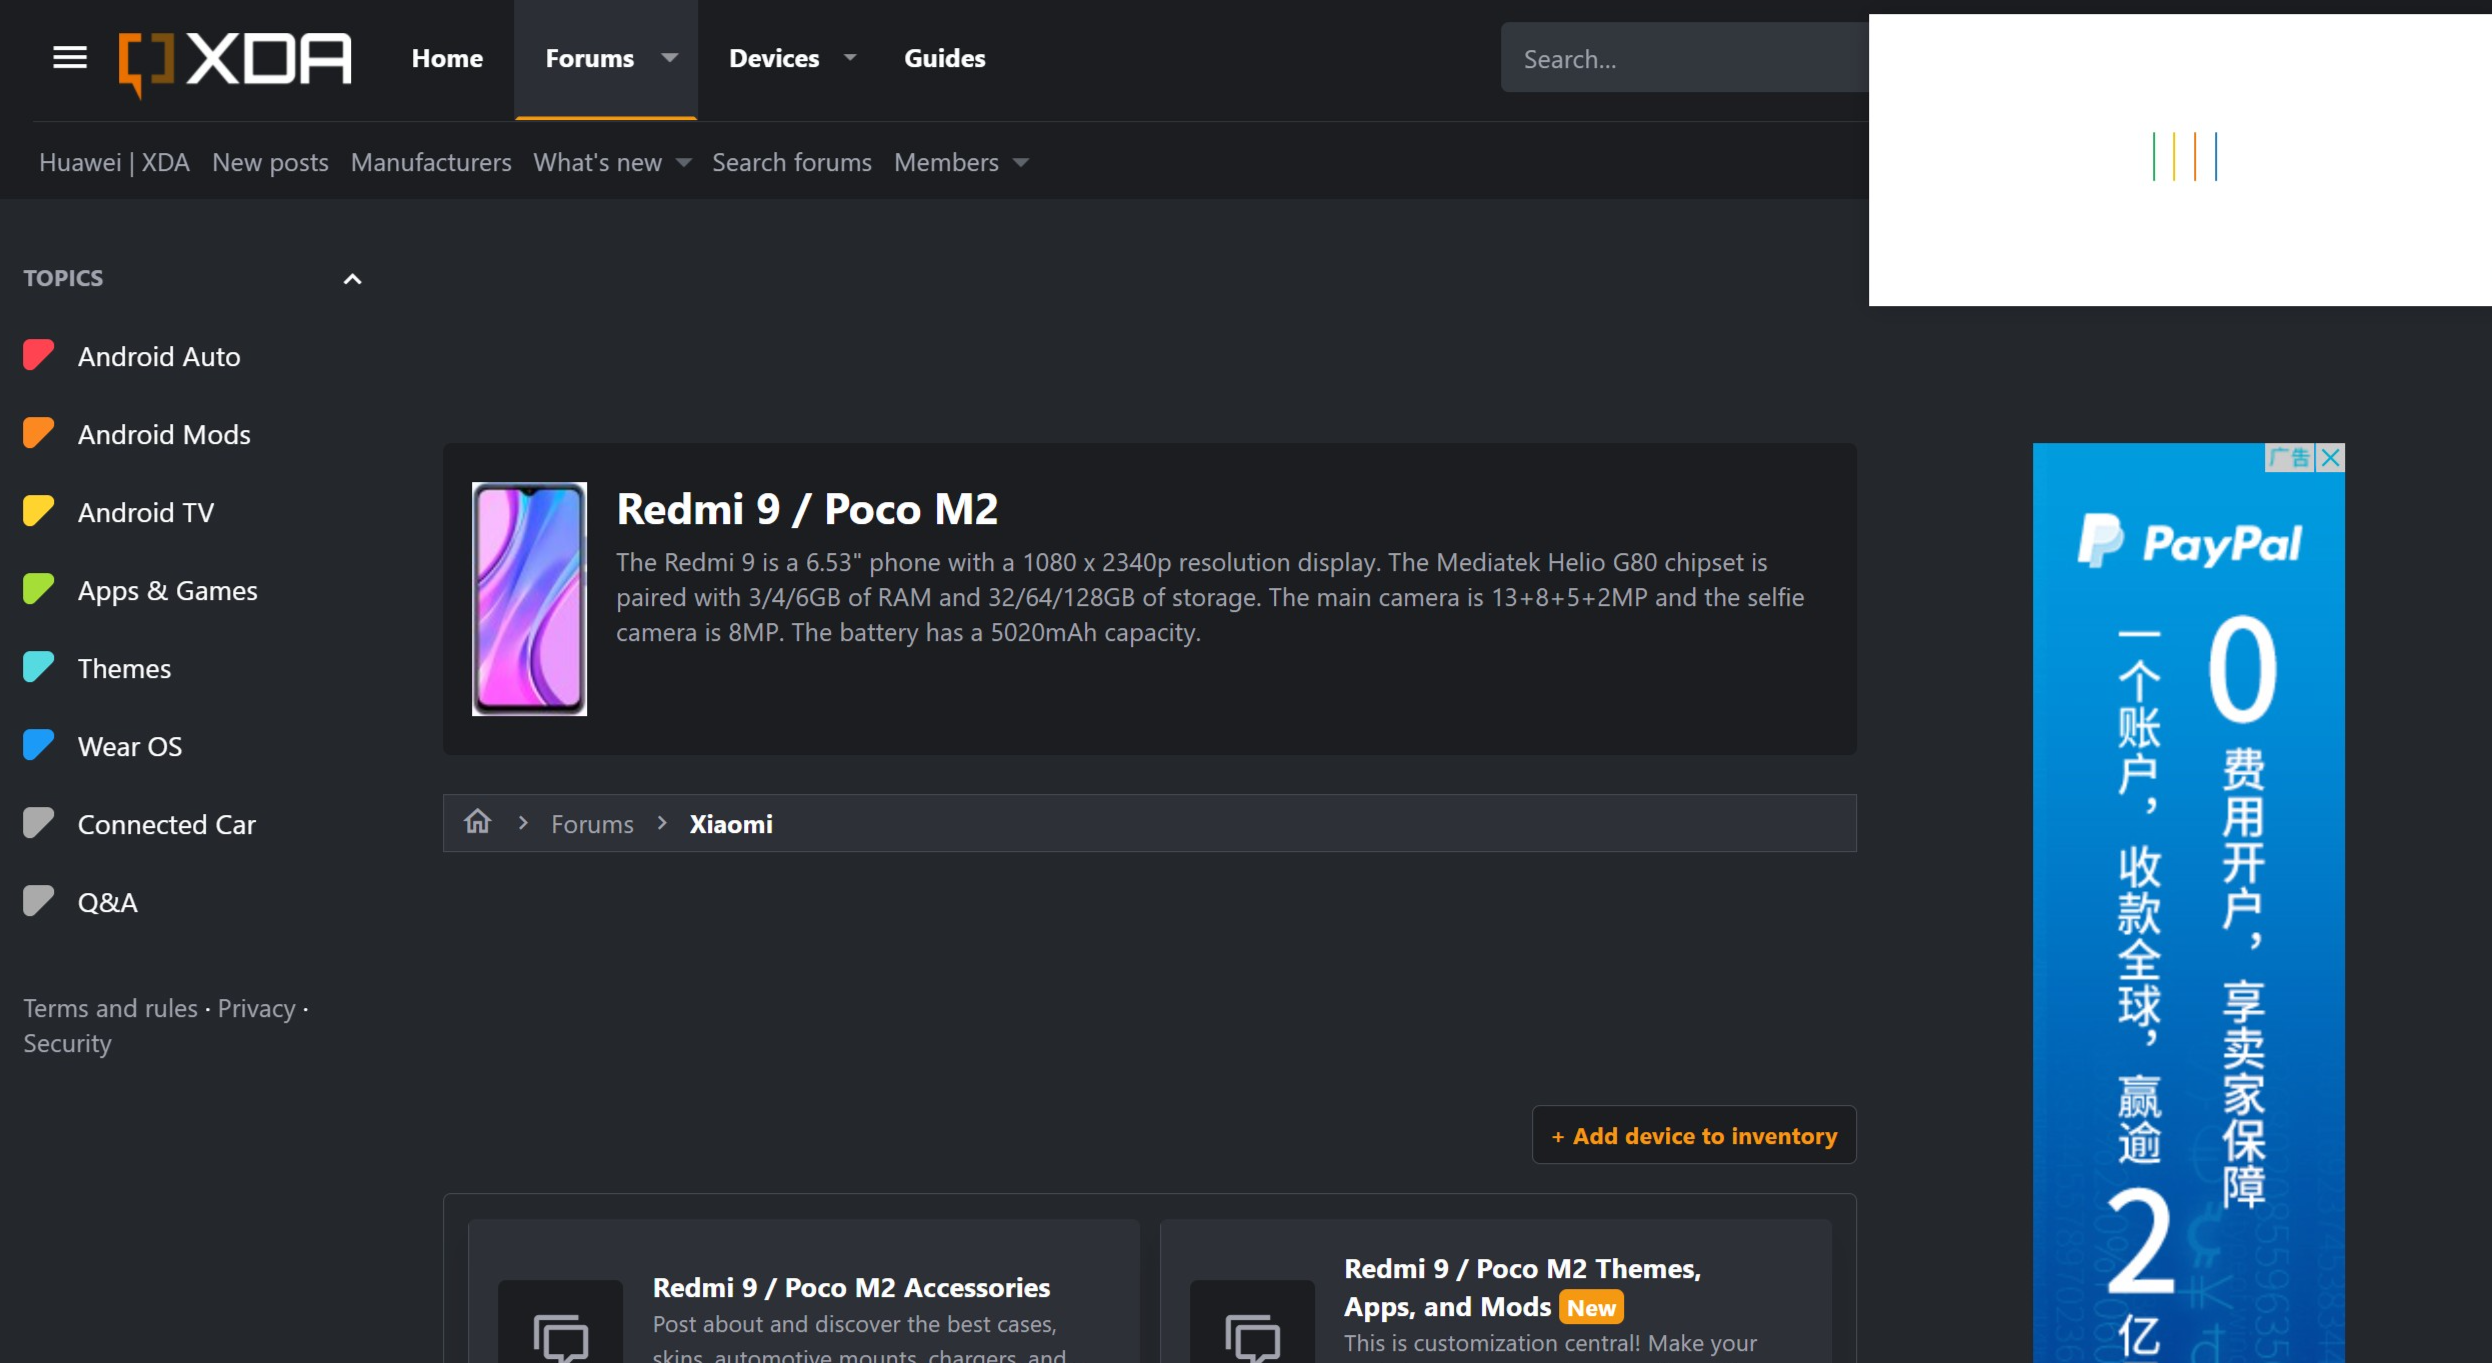 XDA
Home
Forums
Devices
Guides
Search...
Huawei | XDA
New posts
Manufacturers
What's new
Search forums
Members
TOPICS
Android Auto
Android Mods
Android TV
Apps & Games
Themes
Wear OS
Connected Car
Q&A
Terms and rules · Privacy ·
Security
Redmi 9 / Poco M2
The Redmi 9 is a 6.53" phone with a 1080 x 2340p resolution display. The Mediatek Helio G80 chipset is
paired with 3/4/6GB of RAM and 32/64/128GB of storage. The main camera is 13+8+5+2MP and the selfie
camera is 8MP. The battery has a 5020mAh capacity.
Forums
Xiaomi
+ Add device to inventory
Redmi 9 / Poco M2 Accessories
Post about and discover the best cases,
skins, automotive mounts, chargers, and
Redmi 9 / Poco M2 Themes,
Apps, and Mods New
This is customization central! Make your
广告
PayPal
0费用开户，享卖家保障
一个账户，收款全球，赢逾2亿